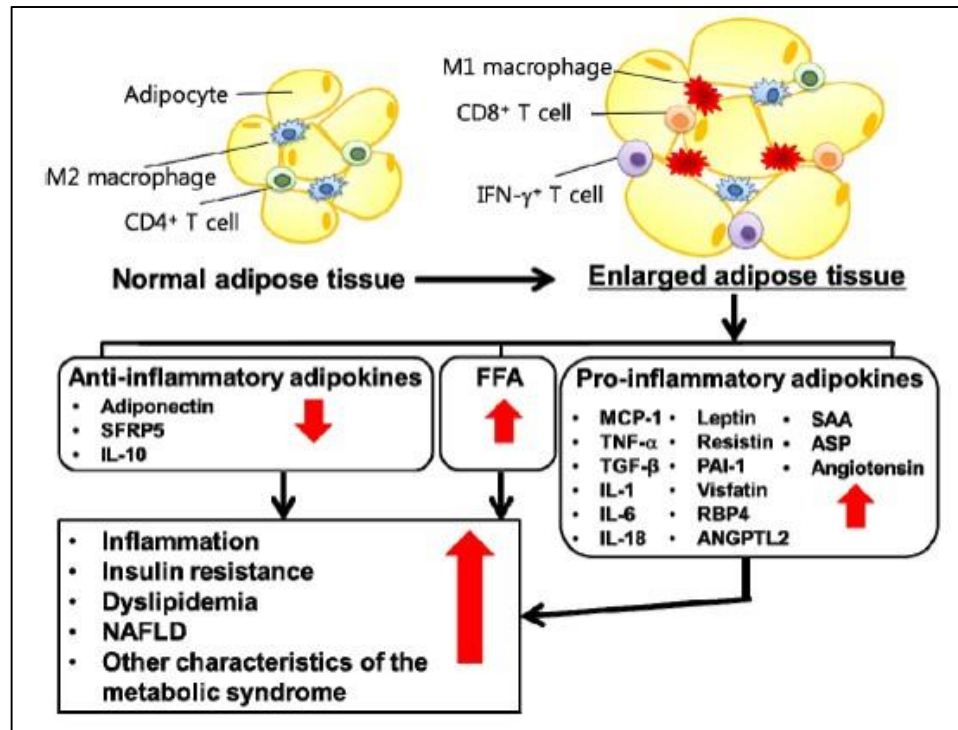 Adipocyte
M2 macrophage
CD4⁺ T cell
M1 macrophage
CD8⁺ T cell
IFN-γ⁺ T cell
Normal adipose tissue
Enlarged adipose tissue
Anti-inflammatory adipokines
• Adiponectin
• SFRP5
• IL-10
FFA
Pro-inflammatory adipokines
• MCP-1
• TNF-α
• TGF-β
• IL-1
• IL-6
• IL-18
• Leptin
• Resistin
• PAI-1
• Visfatin
• RBP4
• ANGPTL2
• SAA
• ASP
• Angiotensin
• Inflammation
• Insulin resistance
• Dyslipidemia
• NAFLD
• Other characteristics of the
metabolic syndrome